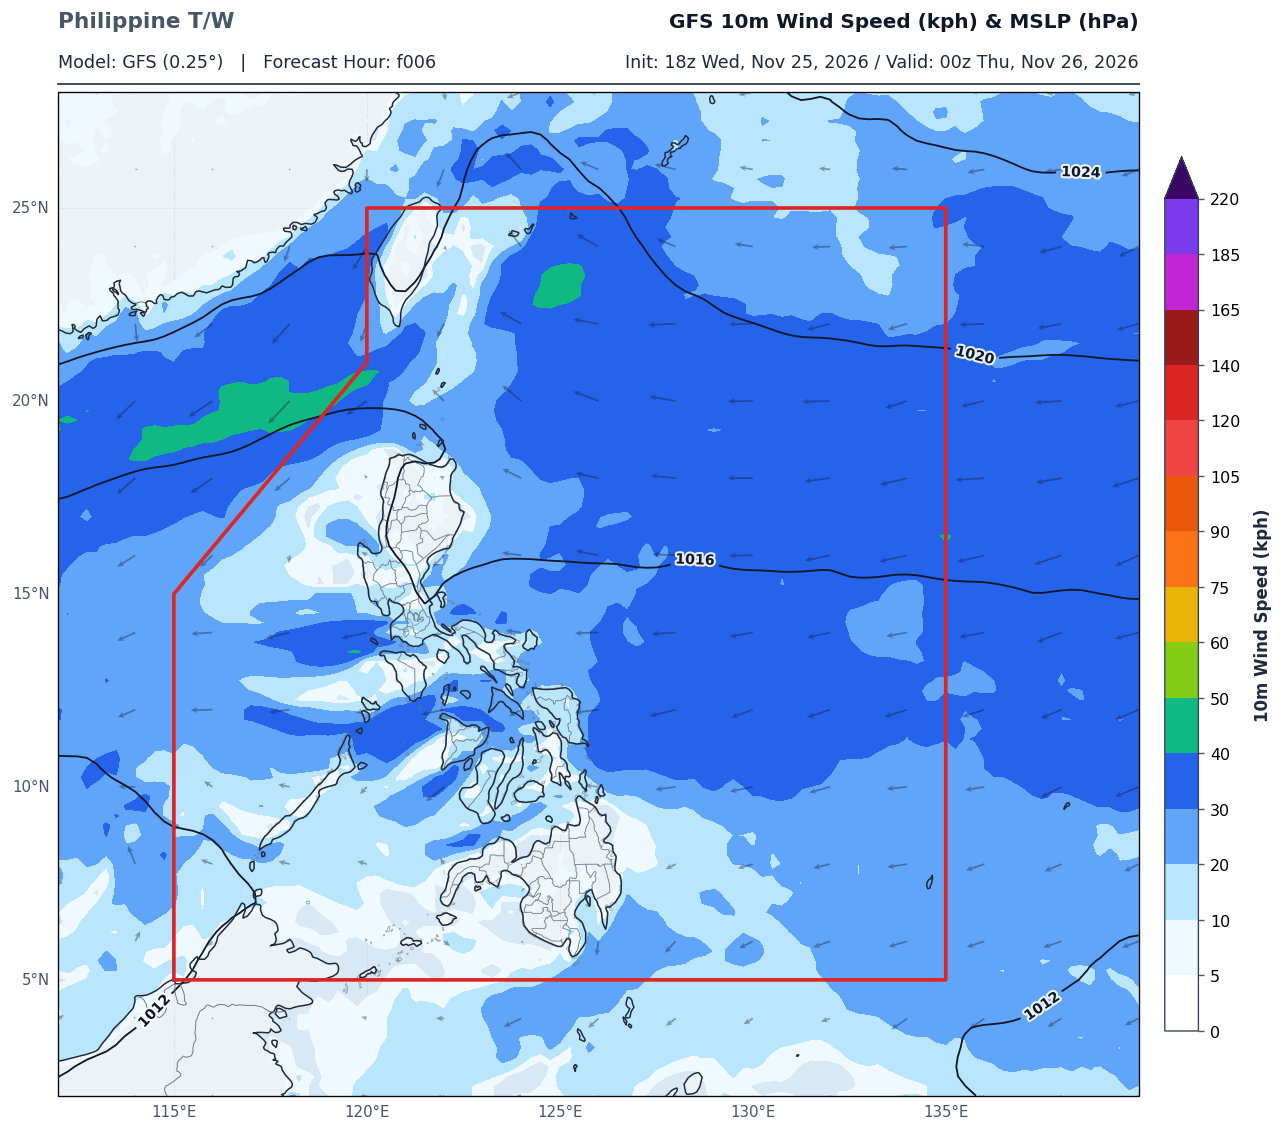 Philippine T/W
GFS 10m Wind Speed (kph) & MSLP (hPa)
Model: GFS (0.25°) | Forecast Hour: f006
Init: 18z Wed, Nov 25, 2026 / Valid: 00z Thu, Nov 26, 2026
1024
1020
1016
1012
1012
25°N
20°N
15°N
10°N
5°N
115°E
120°E
125°E
130°E
135°E
220
185
165
140
120
105
90
75
60
50
40
30
20
10
5
0
10m Wind Speed (kph)